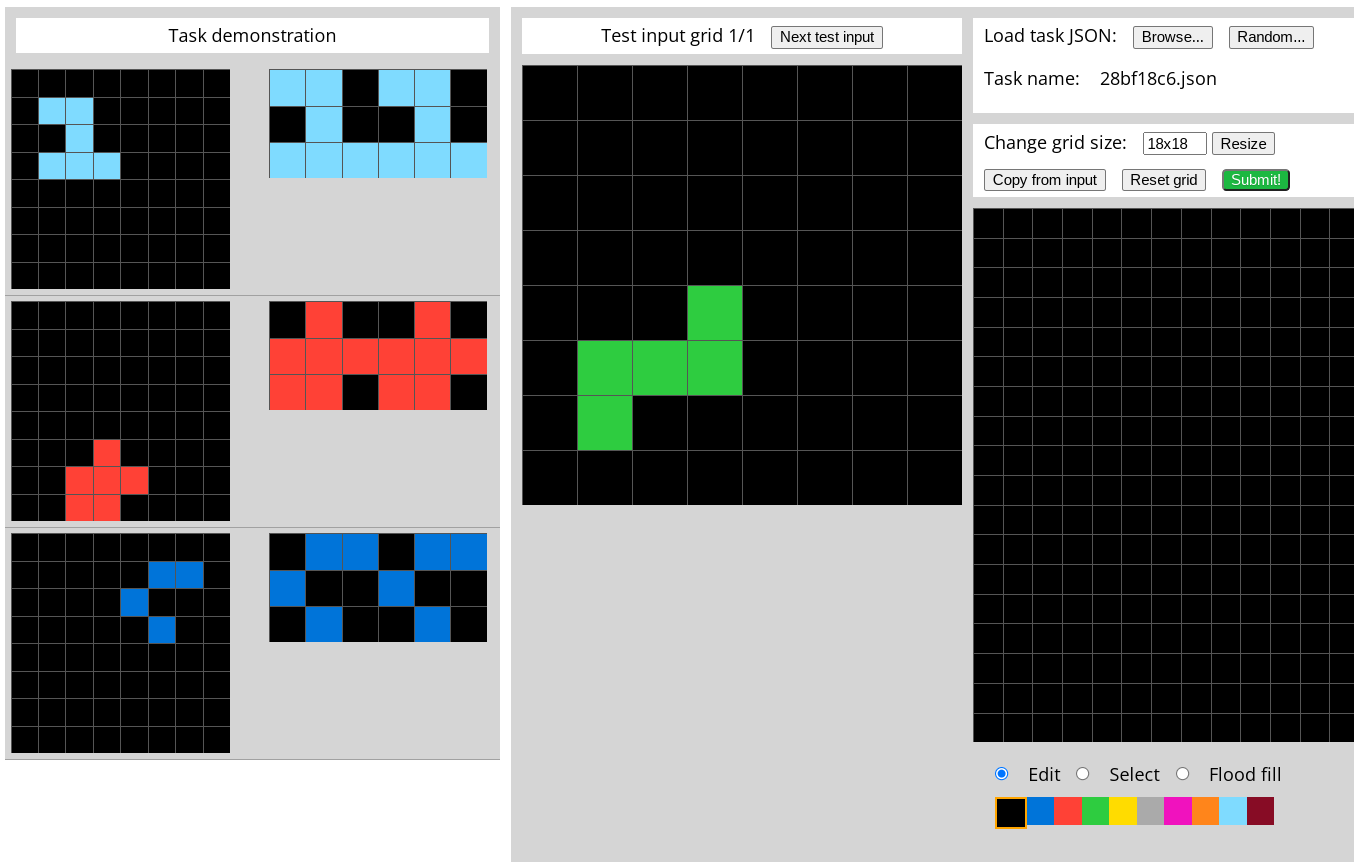 Task demonstration
Test input grid 1/1 Next test input
Load task JSON: Browse... Random...
Task name: 28bf18c6.json
Change grid size: 18x18 Resize
Copy from input Reset grid Submit!
Edit Select Flood fill